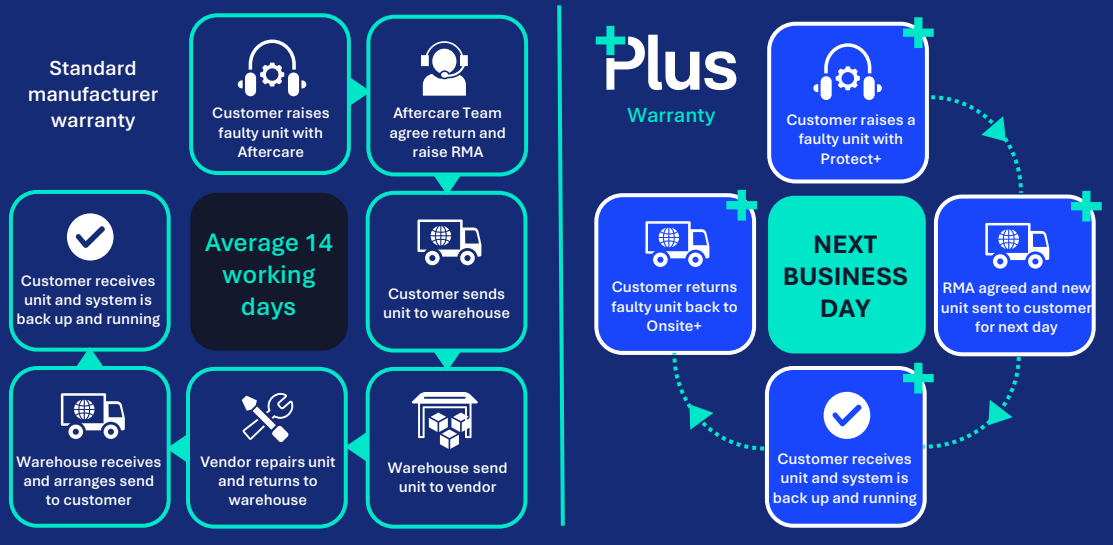 Standard
manufacturer
warranty
Customer raises
faulty unit with
Aftercare
Aftercare Team
agree return and
raise RMA
Customer sends
unit to warehouse
Warehouse send
unit to vendor
Vendor repairs unit
and returns to
warehouse
Warehouse receives
and arranges send
to customer
Customer receives
unit and system is
back up and running
Average 14
working
days
Plus
Warranty
Customer raises a
faulty unit with
Protect+
RMA agreed and new
unit sent to customer
for next day
Customer receives
unit and system is
back up and running
Customer returns
faulty unit back to
Onsite+
NEXT
BUSINESS
DAY